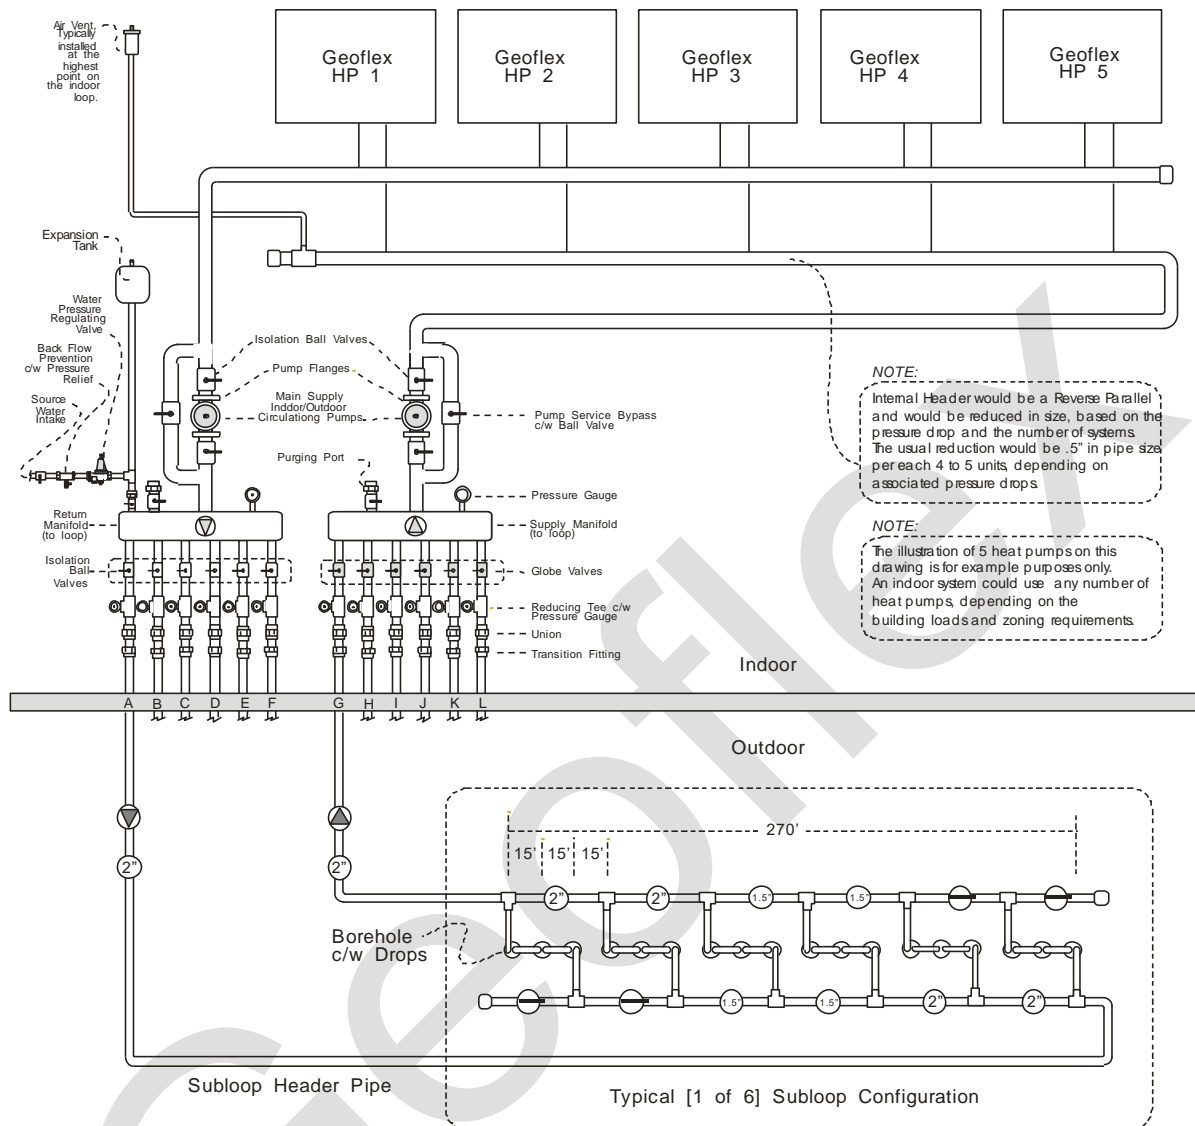 Air Vent,
Typically
installed
at the
highest
point on
the indoor
loop.
Geoflex
HP 1
Geoflex
HP 2
Geoflex
HP 3
Geoflex
HP 4
Geoflex
HP 5
Expansion
Tank
Water
Pressure
Regulating
Valve
Back Flow
Prevention
c/w Pressure
Relief
Source
Water
Intake
Isolation Ball Valves
Pump Flanges
Main Supply
Inddor/Outdoor
Circulationg Pumps
Pump Service Bypass
c/w Ball Valve
Purging Port
Pressure Gauge
Return
Manifold
(to loop)
Supply Manifold
(to loop)
Isolation
Ball
Valves
Globe Valves
Reducing Tee c/w
Pressure Gauge
Union
Transition Fitting
NOTE:
Internal Header would be a Reverse Parallel
and would be reduced in size, based on the
pressure drop and the number of systems.
The usual reduction would be .5" in pipe size
per each 4 to 5 units, depending on
associated pressure drops.
NOTE:
The illustration of 5 heat pumps on this
drawing is for example purposes only.
An indoor system could use any number of
heat pumps, depending on the
building loads and zoning requirements.
Indoor
A B C D E F G H I J K L
Outdoor
270'
15' 15' 15'
2" 2"
2" 2" 1.5" 1.5"
Borehole
c/w Drops
1.5" 1.5" 2" 2"
Subloop Header Pipe
Typical [1 of 6] Subloop Configuration
Geoflex